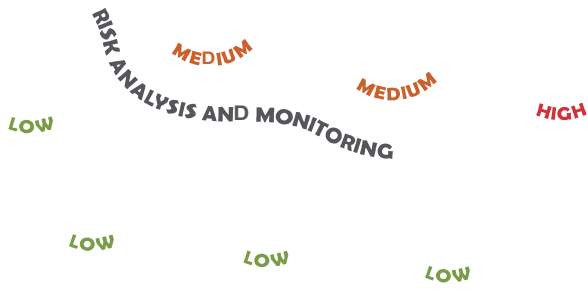 RISK ANALYSIS AND MONITORING
MEDIUM
MEDIUM
HIGH
LOW
LOW
LOW
LOW